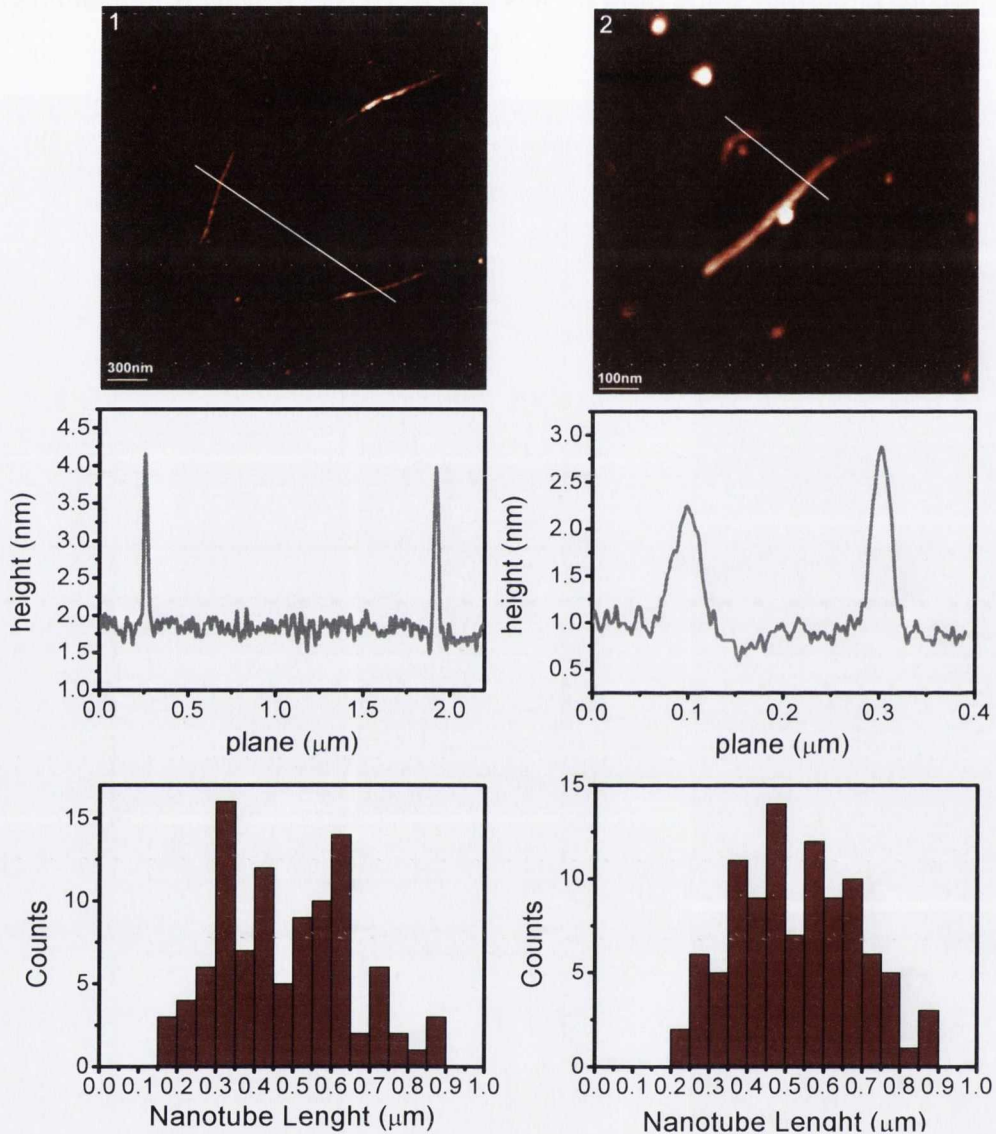 1
300nm
2
100nm
height (nm)
4.5
4.0
3.5
3.0
2.5
2.0
1.5
1.0
0.0 0.5 1.0 1.5 2.0
plane (μm)
height (nm)
3.0
2.5
2.0
1.5
1.0
0.5
0.0 0.1 0.2 0.3 0.4
plane (μm)
Counts
15
10
5
0
0.0 0.1 0.2 0.3 0.4 0.5 0.6 0.7 0.8 0.9 1.0
Nanotube Lenght (μm)
Counts
15
10
5
0
0.0 0.1 0.2 0.3 0.4 0.5 0.6 0.7 0.8 0.9 1.0
Nanotube Lenght (μm)